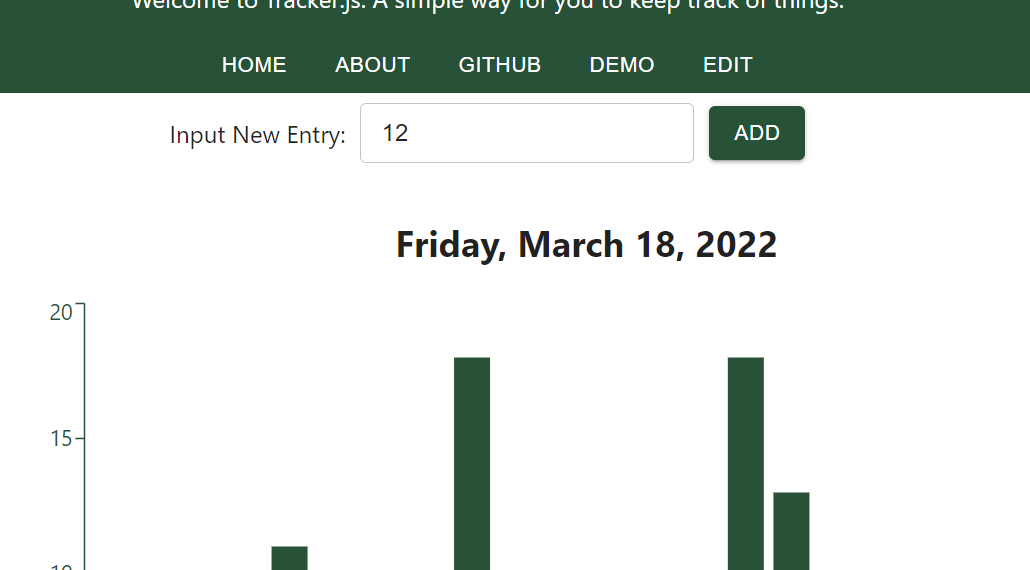 Welcome to Tracker.js. A simple way for you to keep track of things.
HOME ABOUT GITHUB DEMO EDIT
Input New Entry: 12 ADD
Friday, March 18, 2022
20
15
10